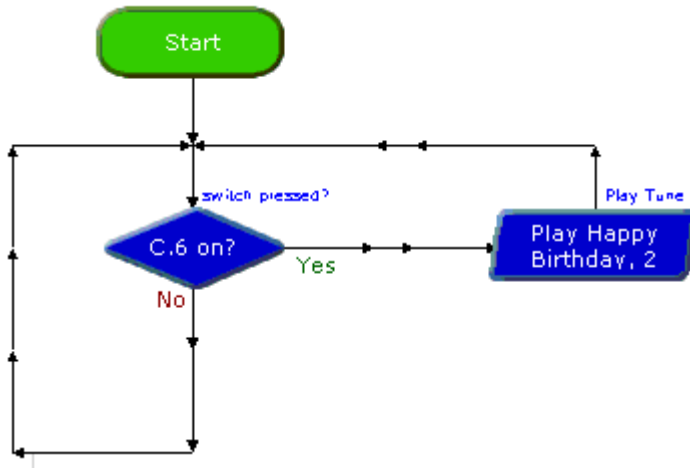 Start
switch pressed?
Play Tune
C.6 on?
Play Happy
Birthday, 2
Yes
No